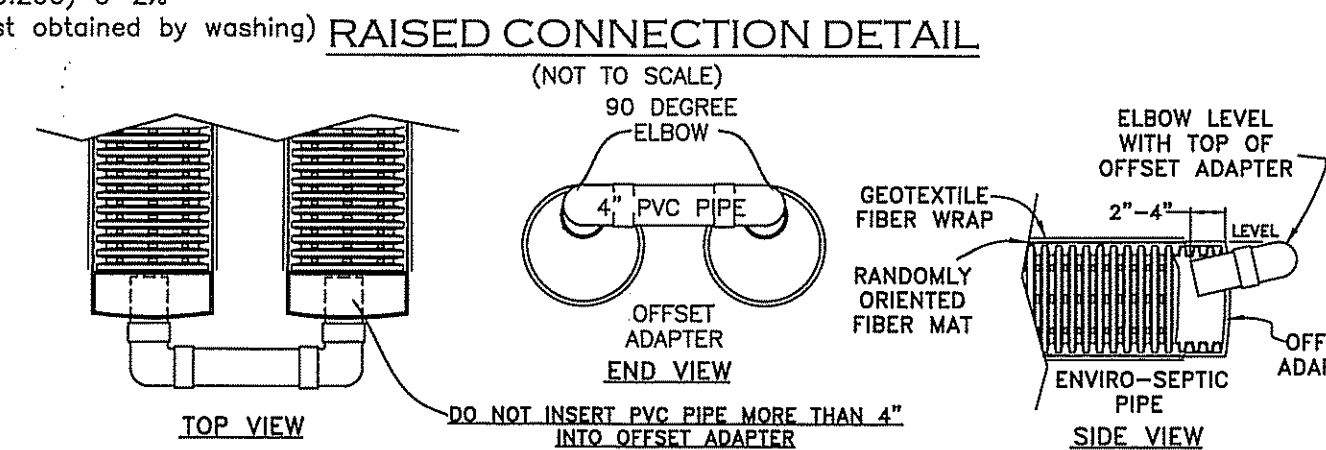 st obtained by washing)
RAISED CONNECTION DETAIL
(NOT TO SCALE)
90 DEGREE
ELBOW
4" PVC PIPE
OFFSET
ADAPTER
END VIEW
TOP VIEW
DO NOT INSERT PVC PIPE MORE THAN 4"
INTO OFFSET ADAPTER
ELBOW LEVEL
WITH TOP OF
OFFSET ADAPTER
GEOTEXTILE
FIBER WRAP
2"-4"
LEVEL
RANDOMLY
ORIENTED
FIBER MAT
OFF
ADAI
ENVIRO-SEPTIC
PIPE
SIDE VIEW